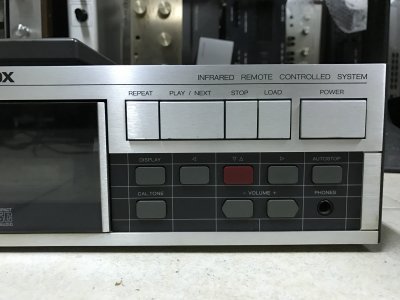 OX
INFRARED REMOTE CONTROLLED SYSTEM
REPEAT PLAY / NEXT STOP LOAD POWER
DISPLAY ◁ ▽ △ ▷ AUTOSTOP
CAL TONE - VOLUME + PHONES